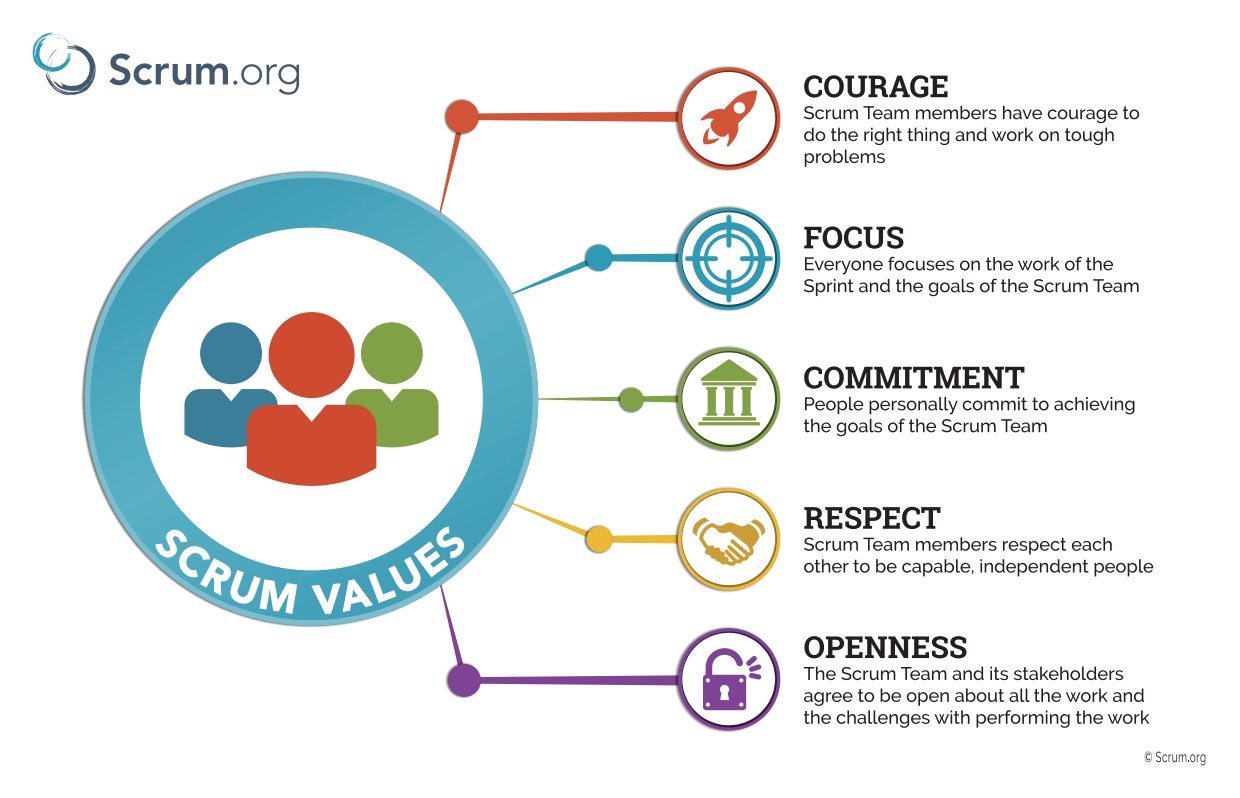 Scrum.org
SCRUM VALUES
COURAGE
Scrum Team members have courage to
do the right thing and work on tough
problems
FOCUS
Everyone focuses on the work of the
Sprint and the goals of the Scrum Team
COMMITMENT
People personally commit to achieving
the goals of the Scrum Team
RESPECT
Scrum Team members respect each
other to be capable, independent people
OPENNESS
The Scrum Team and its stakeholders
agree to be open about all the work and
the challenges with performing the work
© Scrum.org